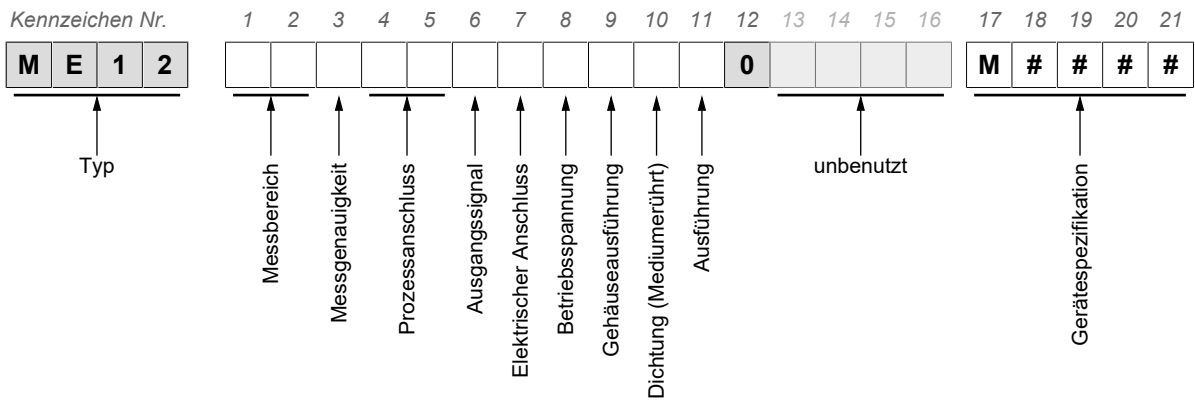 Kennzeichen Nr. 1 2 3 4 5 6 7 8 9 10 11 12 13 14 15 16 17 18 19 20 21
M E 1 2 0 M # # # #
Typ
unbenutzt
Messbereich
Messgenauigkeit
Prozessanschluss
Ausgangssignal
Elektrischer Anschluss
Betriebsspannung
Gehäuseausführung
Dichtung (Mediumerührt)
Ausführung
Gerätespezifikation